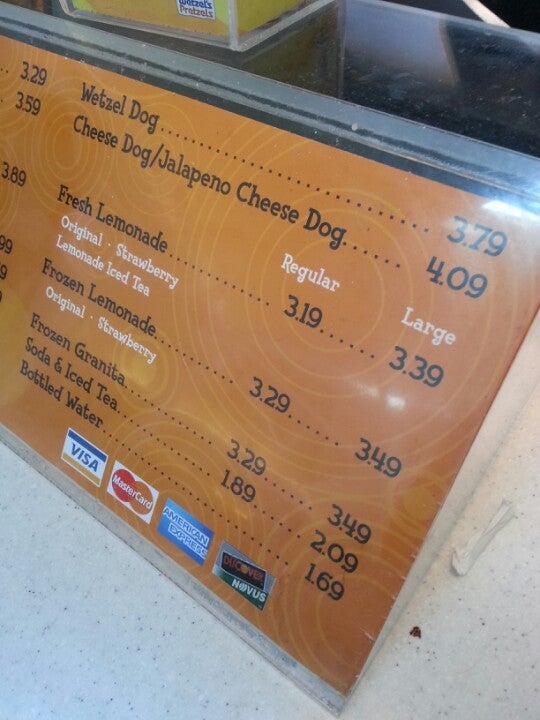 Wetzel's
Pretzels
3.29
3.59
3.89
Wetzel Dog 3.79
Cheese Dog/Jalapeno Cheese Dog 4.09
Regular Large
Fresh Lemonade 3.19 3.39
Original · Strawberry
Lemonade Iced Tea
Frozen Lemonade 3.29 3.49
Original · Strawberry
Frozen Granita 3.29 3.49
Soda & Iced Tea 1.89 2.09
Bottled Water 1.69
VISA
MasterCard
AMERICAN
EXPRESS
DISCOVER
NOVUS